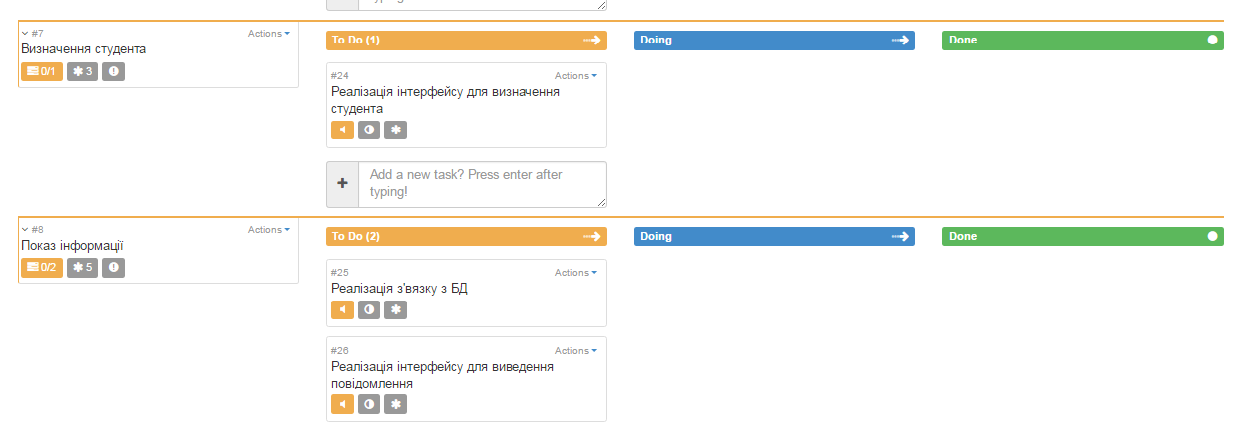 typing!
#7
Actions
Визначення студента
0/1
3
To Do (1)
Doing
Done
#24
Actions
Реалізація інтерфейсу для визначення
студента
Add a new task? Press enter after
typing!
#8
Actions
Показ інформації
0/2
5
To Do (2)
Doing
Done
#25
Actions
Реалізація з'вязку з БД
#26
Actions
Реалізація інтерфейсу для виведення
повідомлення